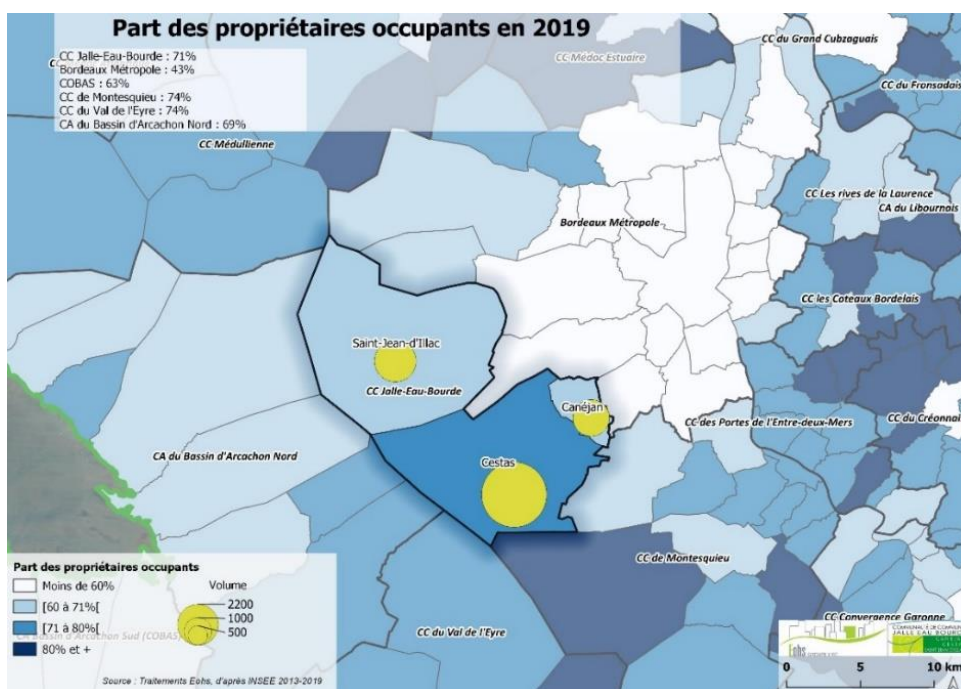 Part des propriétaires occupants en 2019
CC Jalle-Eau-Bourde : 71%
Bordeaux Métropole : 43%
COBAS : 63%
CC de Montesquieu : 74%
CC du Val de l'Eyre : 74%
CA du Bassin d'Arcachon Nord : 69%
CC du Grand Cubzaguais
CC Médoc Estuaire
CC du Fronsadais
CC Médullienne
CC Les rives de la Laurence
CA du Libournais
Bordeaux Métropole
CC les Coteaux Bordelais
Saint-Jean-d'Illac
CC Jalle-Eau-Bourde
Canéjan
CC du Créonnais
CC des Portes de l'Entre-deux-Mers
CA du Bassin d'Arcachon Nord
Cestas
CC de Montesquieu
Part des propriétaires occupants
Moins de 60%
[60 à 71%[
[71 à 80%[
80% et +
Volume
2200
1000
500
CA Bassin d'Arcachon Sud (COBAS)
CC du Val de l'Eyre
CC Convergence Garonne
Eohs
JALLE EAU BOURDE
0 5 10 km
Source : Traitements Eohs, d'après INSEE 2013-2019